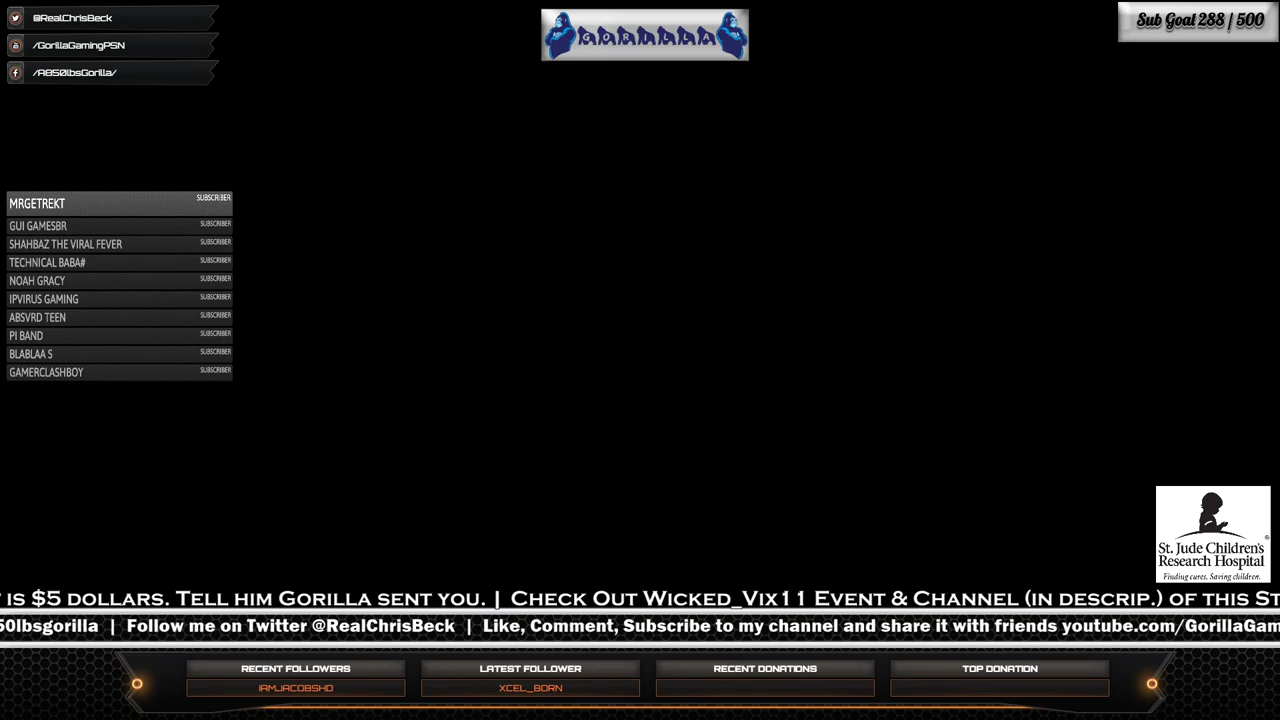 @RealChrisBeck
/GorillaGamingPSN
/A850lbsGorilla/
GORILLA
Sub Goal 288 / 500
MRGETREKT SUBSCRIBER
GUI GAMESBR SUBSCRIBER
SHAHBAZ THE VIRAL FEVER SUBSCRIBER
TECHNICAL BABA# SUBSCRIBER
NOAH GRACY SUBSCRIBER
IPVIRUS GAMING SUBSCRIBER
ABSVRD TEEN SUBSCRIBER
PI BAND SUBSCRIBER
BLABLAA S SUBSCRIBER
GAMERCLASHBOY SUBSCRIBER
St. Jude Children's
Research Hospital
Finding cures. Saving children.
IS $5 DOLLARS. TELL HIM GORILLA SENT YOU. | CHECK OUT WICKED_VIX11 EVENT & CHANNEL (IN DESCRIP.) OF THIS ST
50lbsgorilla | Follow me on Twitter @RealChrisBeck | Like, Comment, Subscribe to my channel and share it with friends youtube.com/GorillaGam
RECENT FOLLOWERS LATEST FOLLOWER RECENT DONATIONS TOP DONATION
IAMJACOBSHD XCEL_BORN